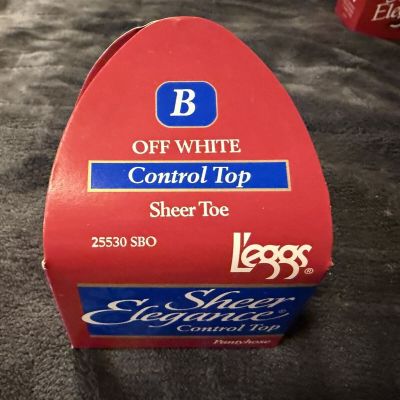 B
OFF WHITE
Control Top
Sheer Toe
25530 SBO
L'eggs®
Sheer
Elegance®
Control Top
Pantyhose